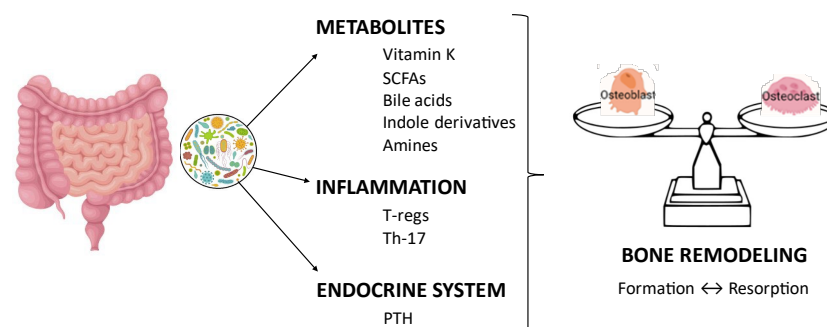 METABOLITES
Vitamin K
SCFAs
Bile acids
Indole derivatives
Amines
INFLAMMATION
T-regs
Th-17
ENDOCRINE SYSTEM
PTH
Osteoblast
Osteoclast
BONE REMODELING
Formation ↔ Resorption